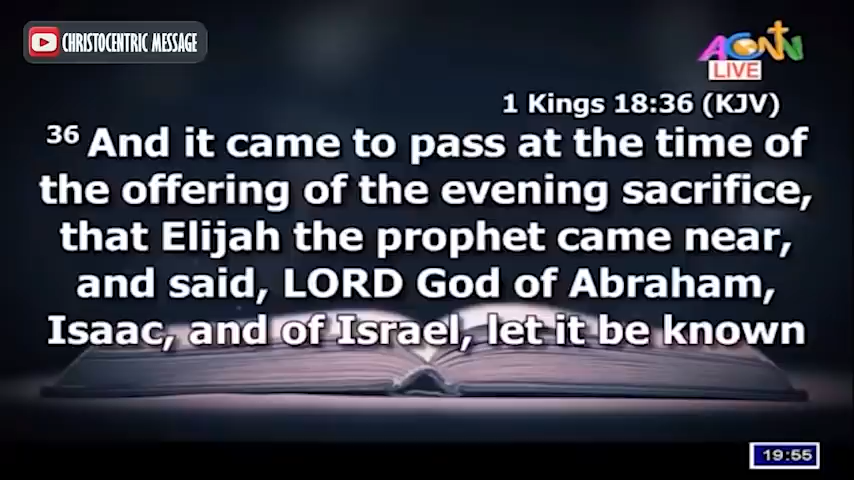 CHRISTOCENTRIC MESSAGE
ACNN
LIVE
1 Kings 18:36 (KJV)
36 And it came to pass at the time of
the offering of the evening sacrifice,
that Elijah the prophet came near,
and said, LORD God of Abraham,
Isaac, and of Israel, let it be known
19:55